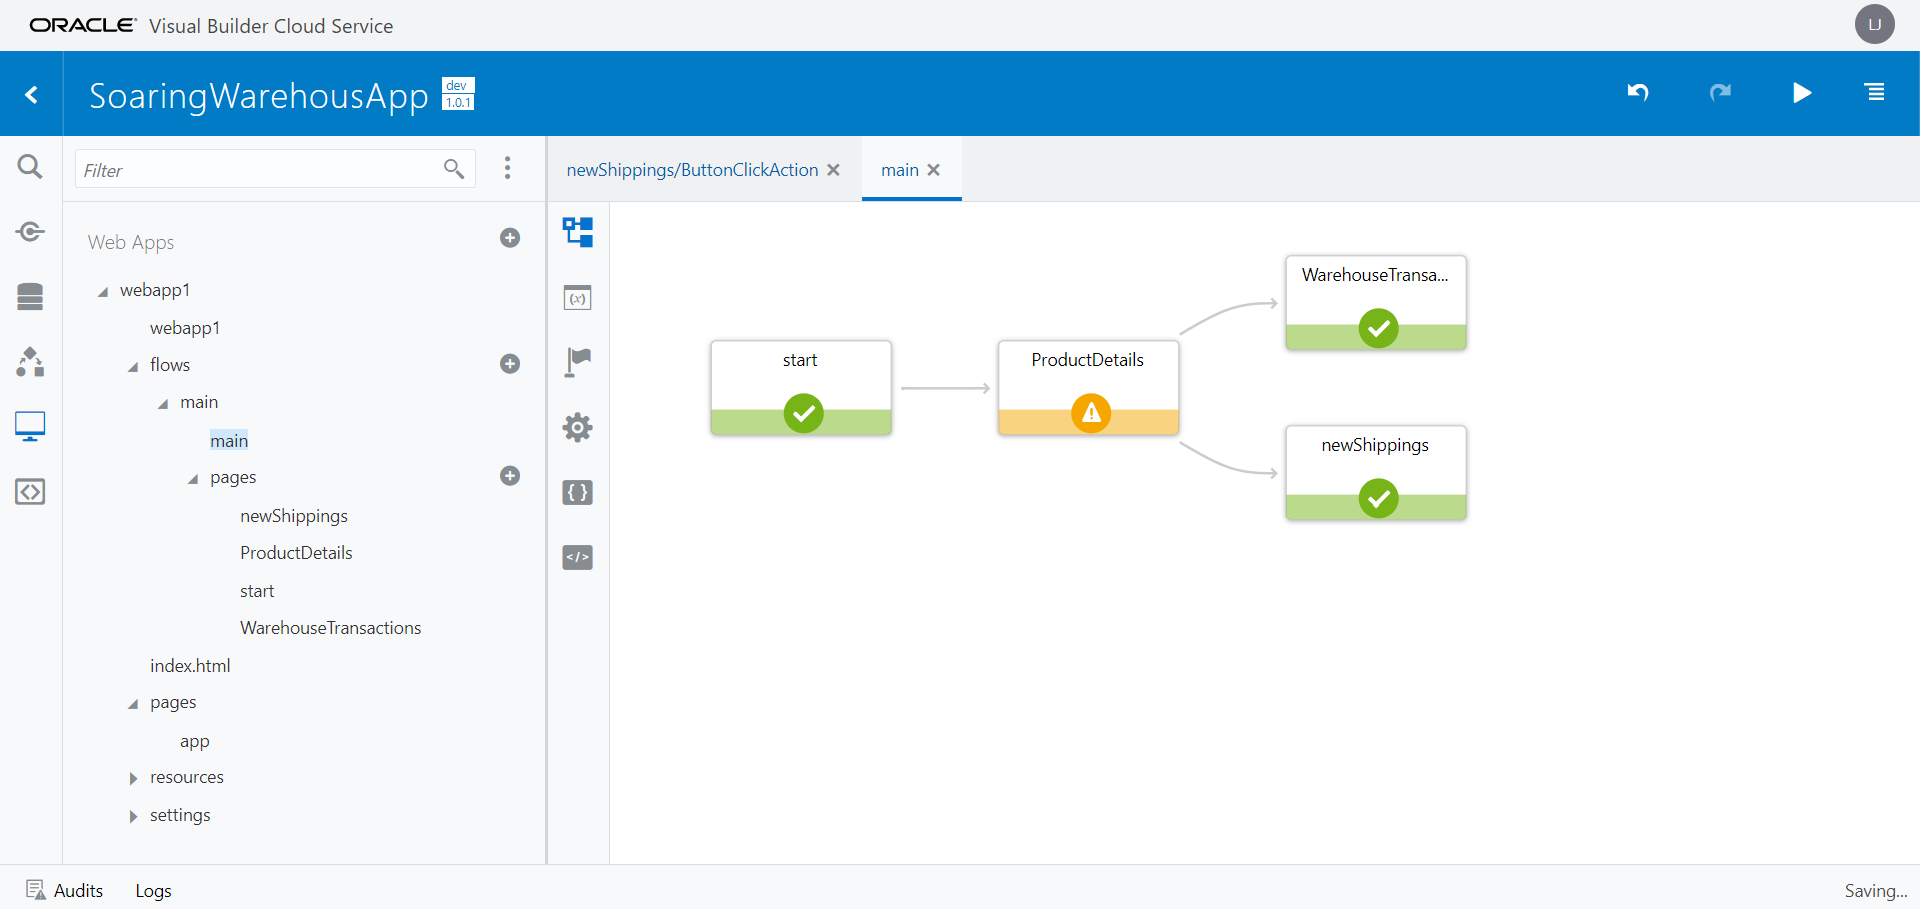 ORACLE Visual Builder Cloud Service
LJ
SoaringWarehousApp
dev
1.0.1
Filter
newShippings/ButtonClickAction
main
Web Apps
webapp1
webapp1
flows
main
main
pages
newShippings
ProductDetails
start
WarehouseTransactions
index.html
pages
app
resources
settings
(x)
{ }
</>
start
ProductDetails
WarehouseTransa...
newShippings
Audits
Logs
Saving...